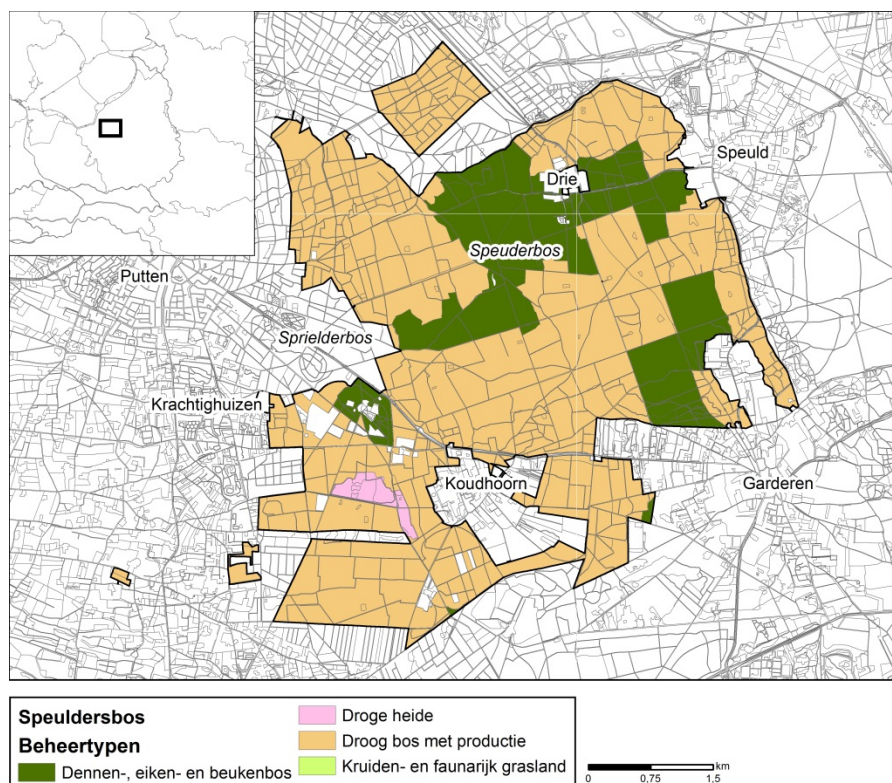 Speuld
Drie
Speuderbos
Putten
Sprielderbos
Krachtighuizen
Koudhoorn
Garderen
Speuldersbos
Beheertypen
Dennen-, eiken- en beukenbos
Droge heide
Droog bos met productie
Kruiden- en faunarijk grasland
km
0 0,75 1,5